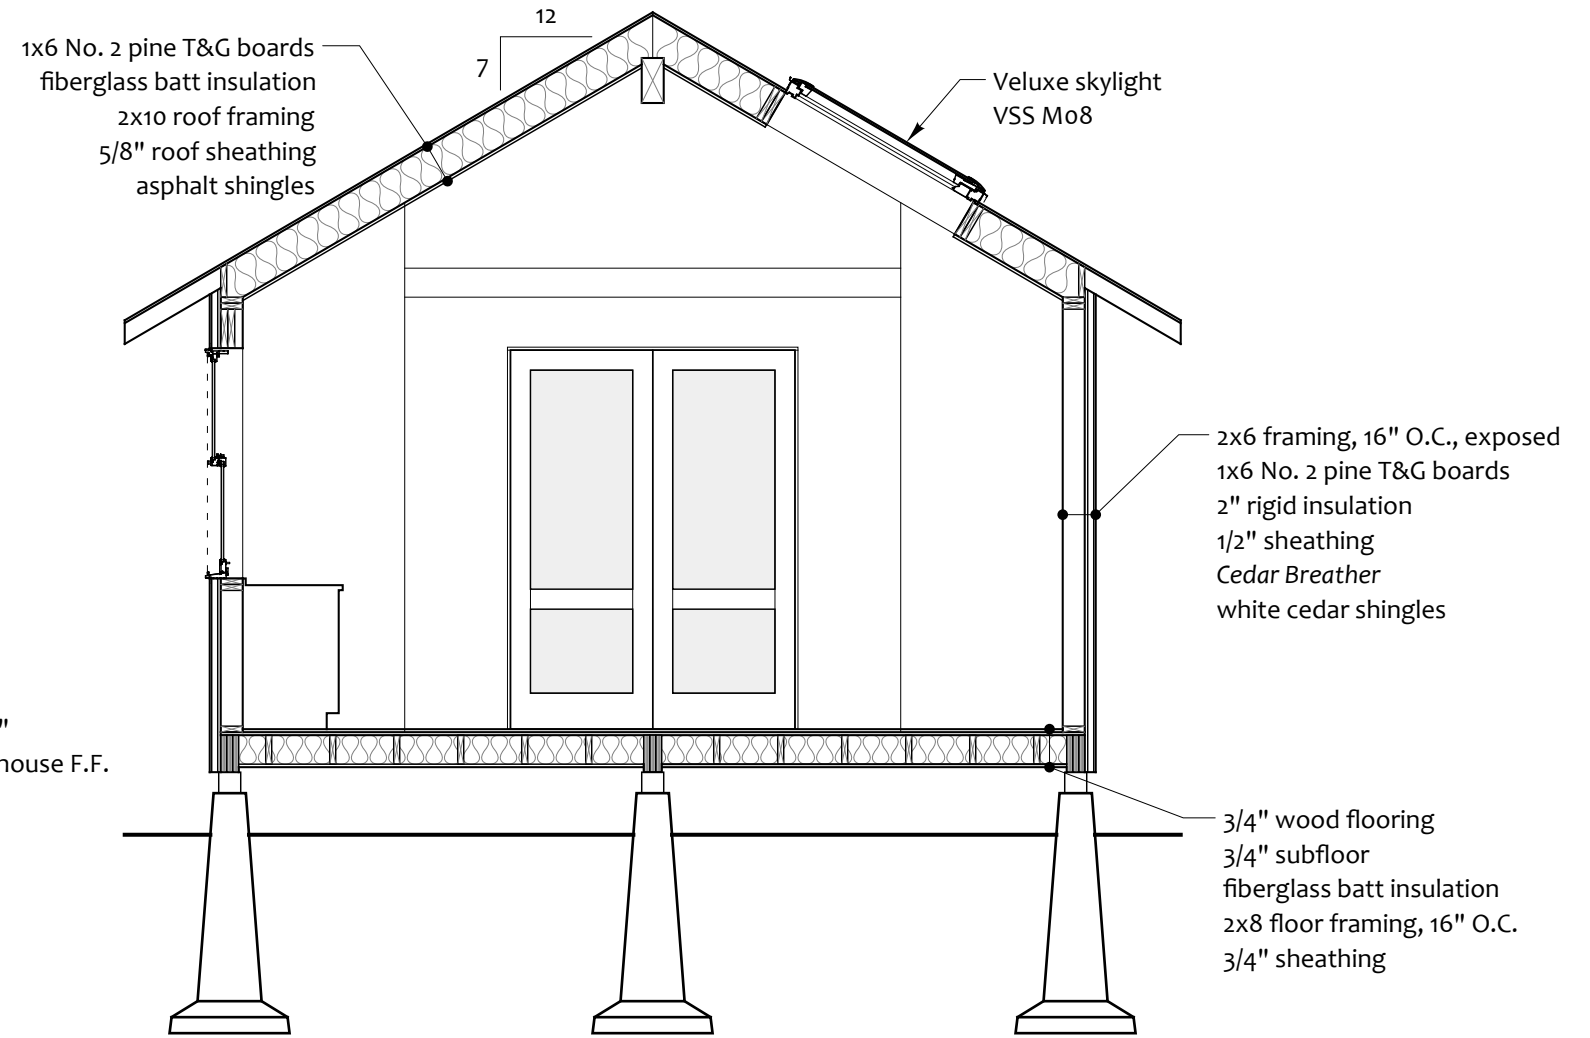 12
7
1x6 No. 2 pine T&G boards
fiberglass batt insulation
2x10 roof framing
5/8" roof sheathing
asphalt shingles
Veluxe skylight
VSS M08
2x6 framing, 16" O.C., exposed
1x6 No. 2 pine T&G boards
2" rigid insulation
1/2" sheathing
Cedar Breather
white cedar shingles
"
house F.F.
3/4" wood flooring
3/4" subfloor
fiberglass batt insulation
2x8 floor framing, 16" O.C.
3/4" sheathing